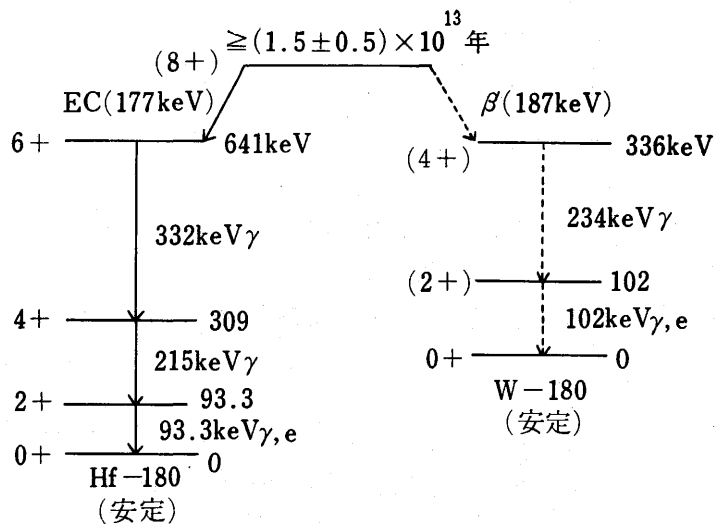 ≧(1.5±0.5)×10¹³年
(8+)
EC(177keV)
β(187keV)
6+
641keV
(4+)
336keV
332keVγ
234keVγ
(2+)
102
4+
309
102keVγ,e
215keVγ
0+
0
2+
93.3
W-180
(安定)
93.3keVγ,e
0+
0
Hf-180
(安定)